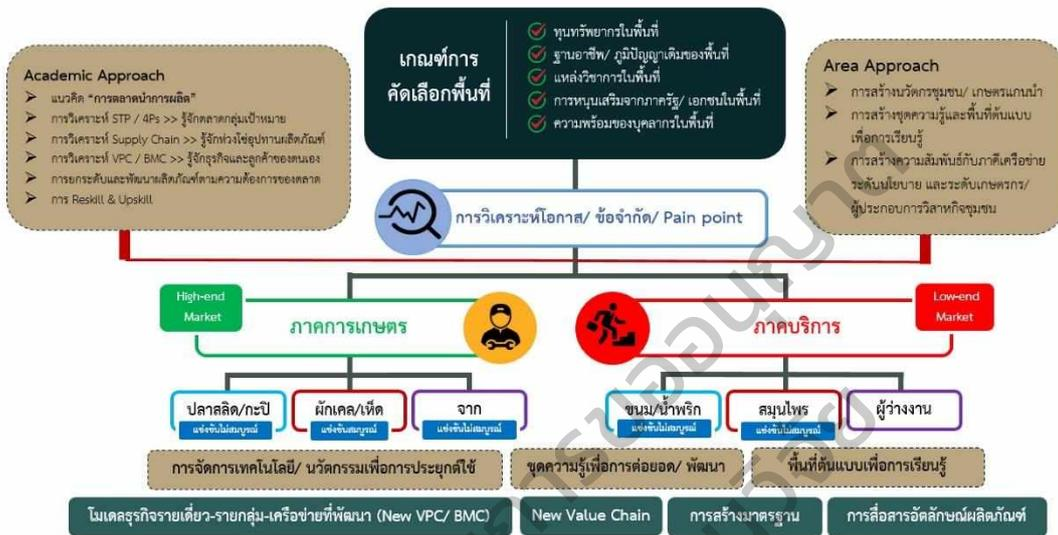 เกณฑ์การ
คัดเลือกพื้นที่
ทุนทรัพยากรในพื้นที่
ฐานอาชีพ/ ภูมิปัญญาเดิมของพื้นที่
แหล่งวิชาการในพื้นที่
การหนุนเสริมจากภาครัฐ/ เอกชนในพื้นที่
ความพร้อมของบุคลากรในพื้นที่
Academic Approach
แนวคิด “การตลาดนำการผลิต”
การวิเคราะห์ STP / 4Ps >> รู้จักตลาดกลุ่มเป้าหมาย
การวิเคราะห์ Supply Chain >> รู้จักห่วงโซ่อุปทานผลิตภัณฑ์
การวิเคราะห์ VPC / BMC >> รู้จักธุรกิจและลูกค้าของตนเอง
การยกระดับและพัฒนาผลิตภัณฑ์ตามความต้องการของตลาด
การ Reskill & Upskill
Area Approach
การสร้างนวัตกรชุมชน/ เกษตรแกนนำ
การสร้างชุดความรู้และพื้นที่ต้นแบบ
เพื่อการเรียนรู้
การสร้างความสัมพันธ์กับภาคีเครือข่าย
ระดับนโยบาย และระดับเกษตรกร/
ผู้ประกอบการวิสาหกิจชุมชน
การวิเคราะห์โอกาส/ ข้อจำกัด/ Pain point
High-end
Market
ภาคการเกษตร
ภาคบริการ
Low-end
Market
ปลาสลิด/กะปิ
แข่งขันไม่สมบูรณ์
ผักเคล/เห็ด
แข่งขันสมบูรณ์
จาก
แข่งขันไม่สมบูรณ์
ขนม/น้ำพริก
แข่งขันไม่สมบูรณ์
สมุนไพร
แข่งขันไม่สมบูรณ์
ผู้ว่างงาน
การจัดการเทคโนโลยี/ นวัตกรรมเพื่อการประยุกต์ใช้
ชุดความรู้เพื่อการต่อยอด/ พัฒนา
พื้นที่ต้นแบบเพื่อการเรียนรู้
โมเดลธุรกิจรายเดี่ยว-รายกลุ่ม-เครือข่ายที่พัฒนา (New VPC/ BMC)
New Value Chain
การสร้างมาตรฐาน
การสื่อสารอัตลักษณ์ผลิตภัณฑ์